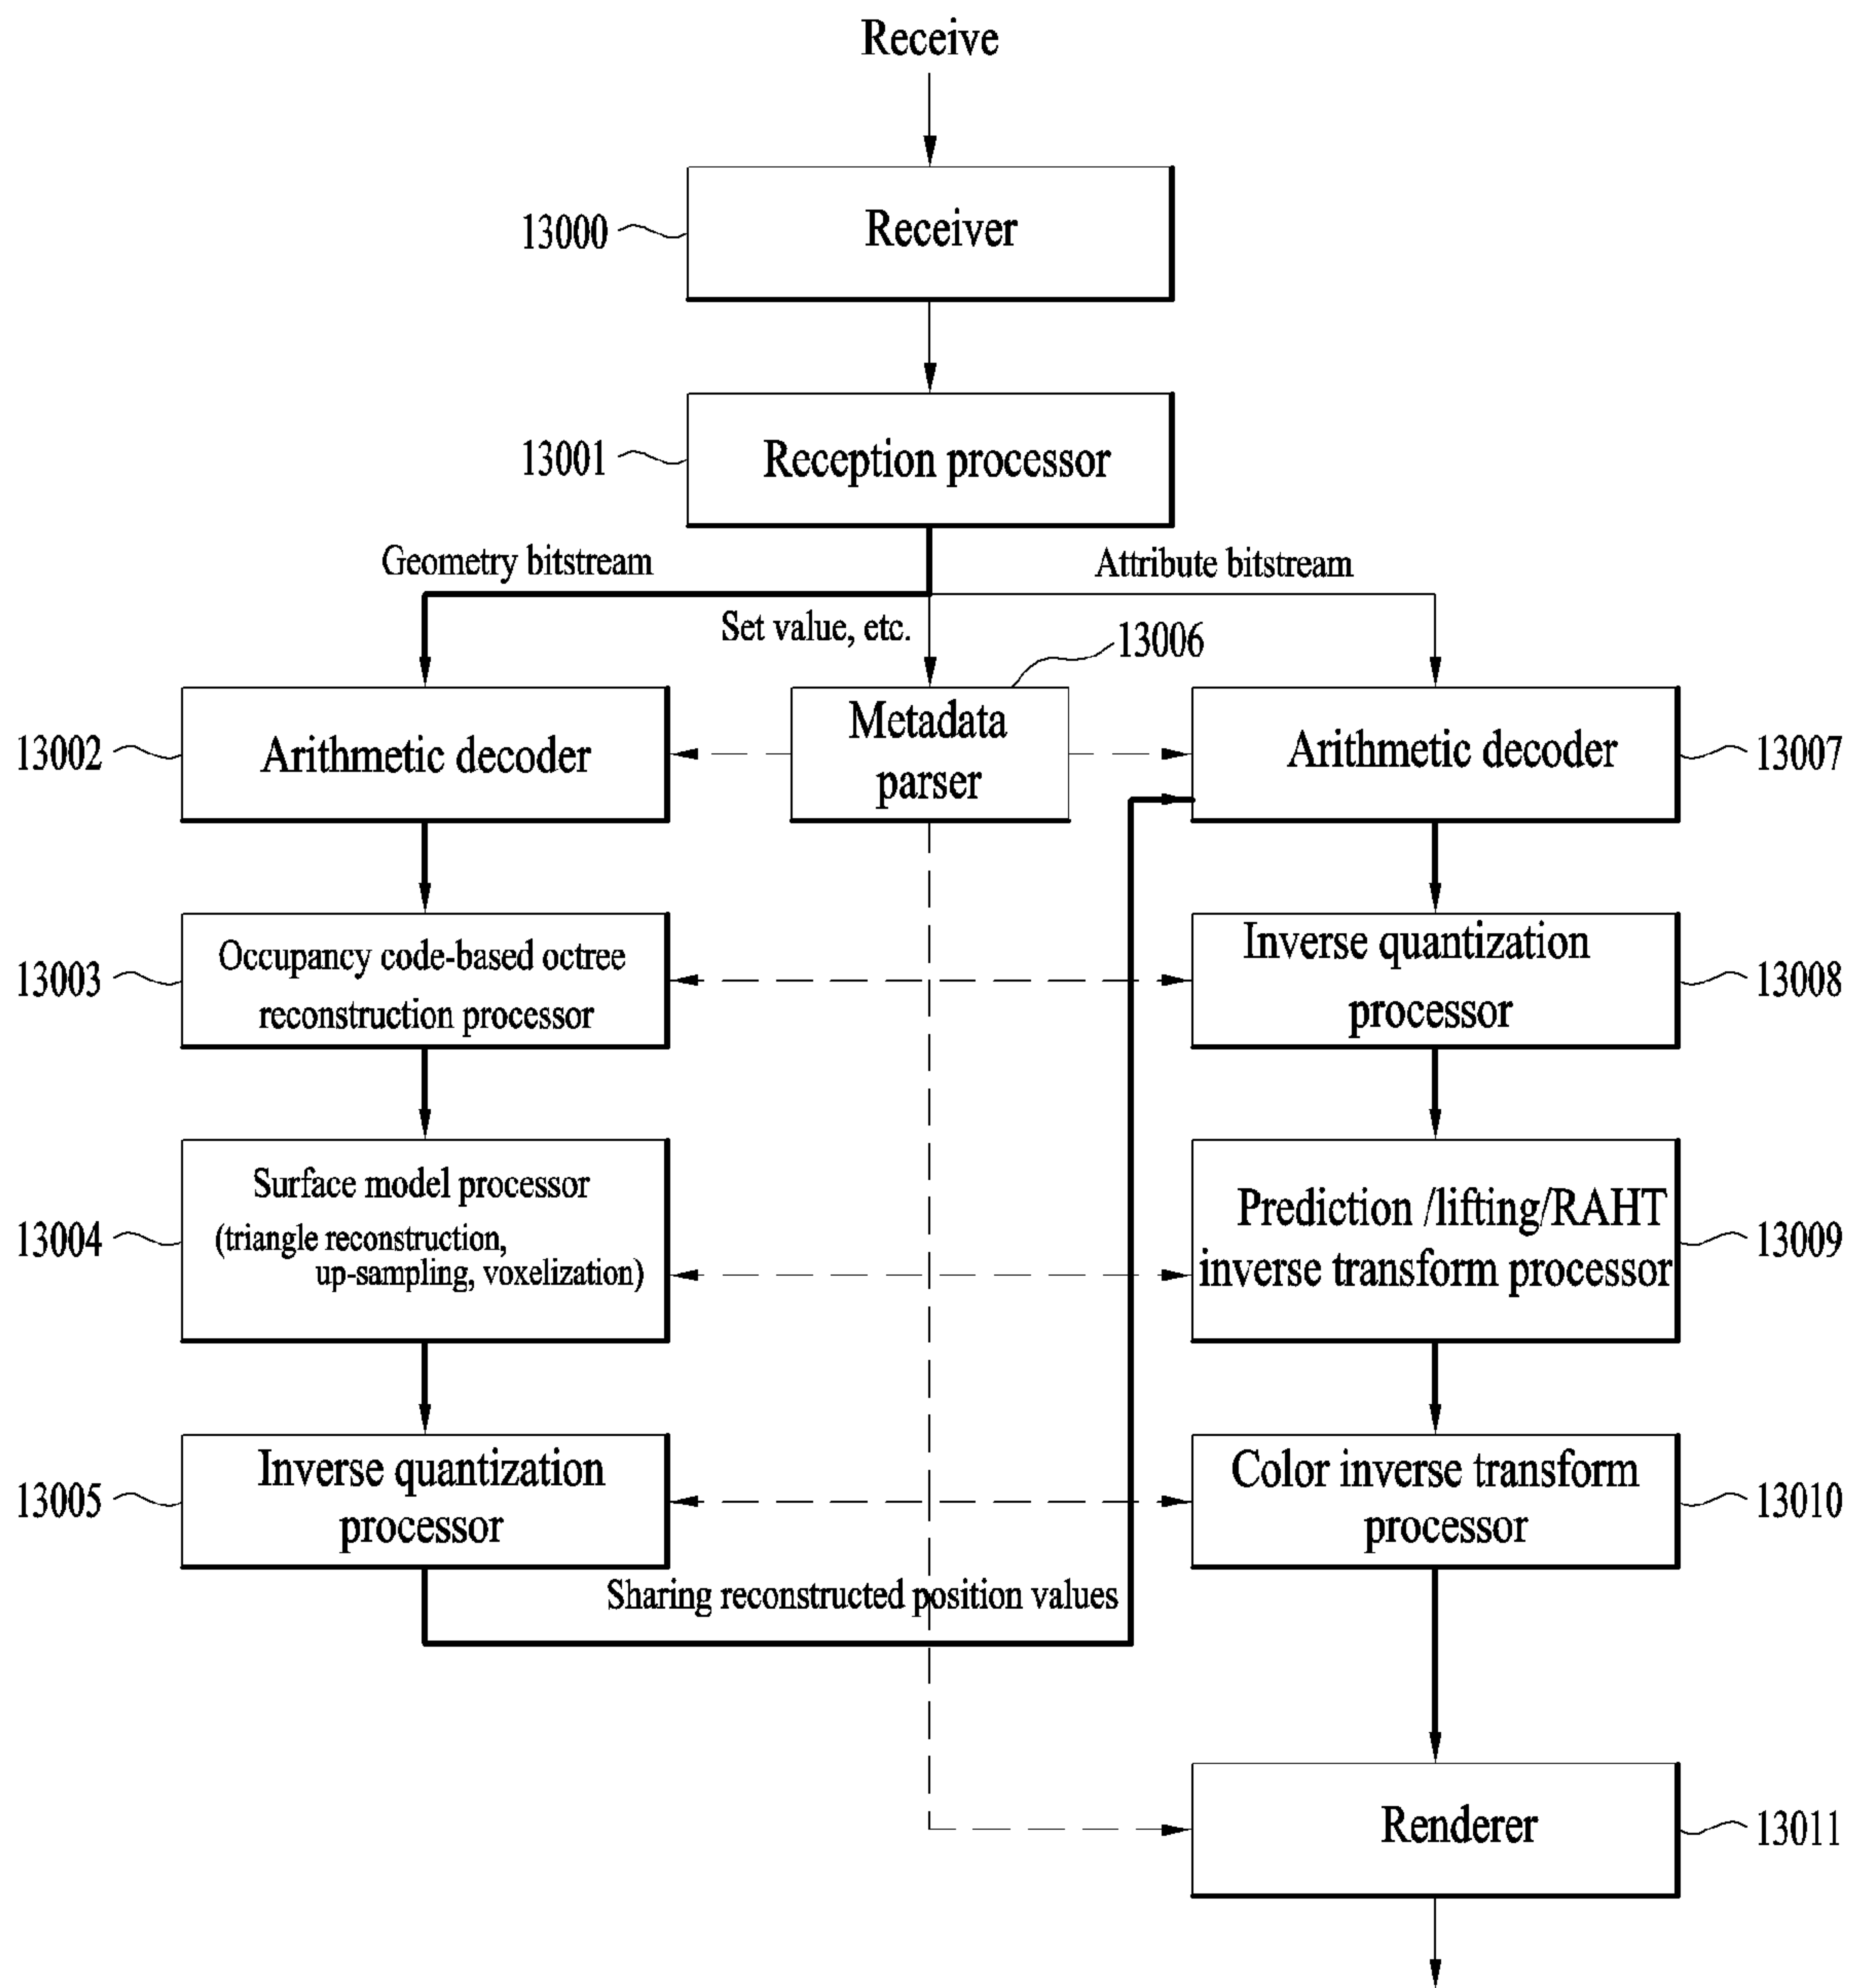 Receive
13000
Receiver
13001
Reception processor
Geometry bitstream
Attribute bitstream
Set value, etc.
13006
13002
Arithmetic decoder
Metadata
parser
Arithmetic decoder
13007
13003
Occupancy code-based octree
reconstruction processor
Inverse quantization
processor
13008
13004
Surface model processor
(triangle reconstruction,
up-sampling, voxelization)
Prediction /lifting/RAHT
inverse transform processor
13009
13005
Inverse quantization
processor
Color inverse transform
processor
13010
Sharing reconstructed position values
Renderer
13011